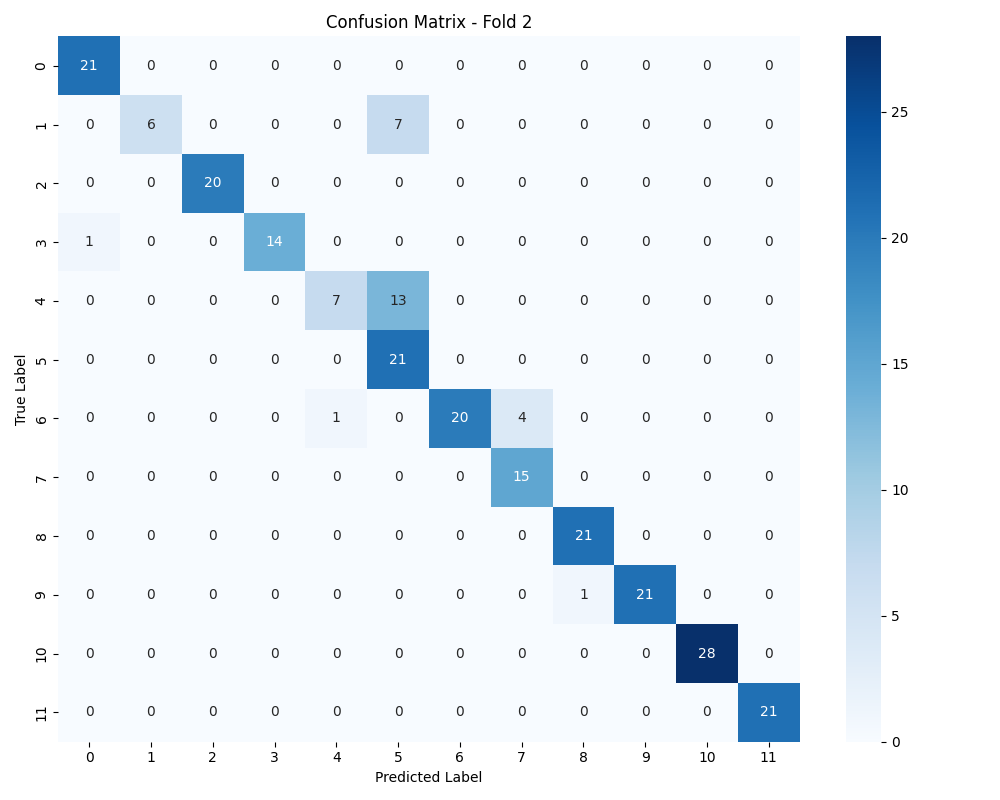 Confusion Matrix - Fold 2
0 21 0 0 0 0 0 0 0 0 0 0 0
1 0 6 0 0 0 7 0 0 0 0 0 0
2 0 0 20 0 0 0 0 0 0 0 0 0
3 1 0 0 14 0 0 0 0 0 0 0 0
4 0 0 0 0 7 13 0 0 0 0 0 0
5 0 0 0 0 0 21 0 0 0 0 0 0
6 0 0 0 0 1 0 20 4 0 0 0 0
7 0 0 0 0 0 0 0 15 0 0 0 0
8 0 0 0 0 0 0 0 0 21 0 0 0
9 0 0 0 0 0 0 0 0 1 21 0 0
10 0 0 0 0 0 0 0 0 0 0 28 0
11 0 0 0 0 0 0 0 0 0 0 0 21
0 1 2 3 4 5 6 7 8 9 10 11
Predicted Label
True Label
25
20
15
10
5
0